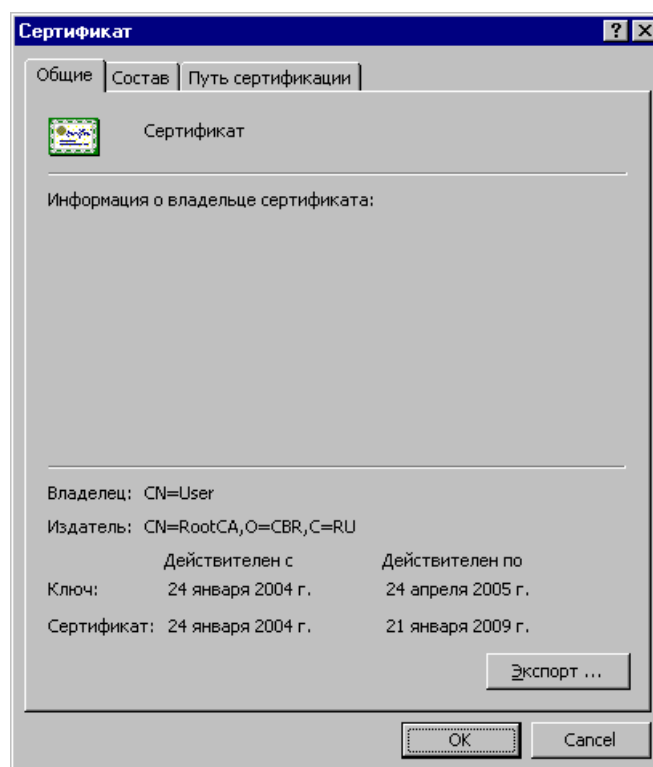 Сертификат
Общие Состав Путь сертификации
Сертификат
Информация о владельце сертификата:
Владелец: CN=User
Издатель: CN=RootCA,O=CBR,C=RU
Действителен с Действителен по
Ключ: 24 января 2004 г. 24 апреля 2005 г.
Сертификат: 24 января 2004 г. 21 января 2009 г.
Экспорт ...
OK Cancel